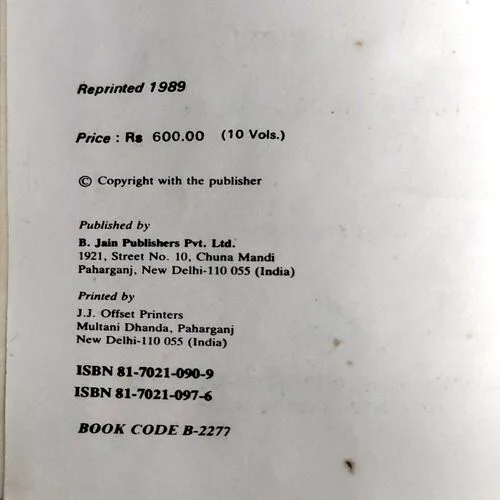 Reprinted 1989
Price : Rs 600.00 (10 Vols.)
© Copyright with the publisher
Published by
B. Jain Publishers Pvt. Ltd.
1921, Street No. 10, Chuna Mandi
Paharganj, New Delhi-110 055 (India)
Printed by
J.J. Offset Printers
Multani Dhanda, Paharganj
New Delhi-110 055 (India)
ISBN 81-7021-090-9
ISBN 81-7021-097-6
BOOK CODE B-2277